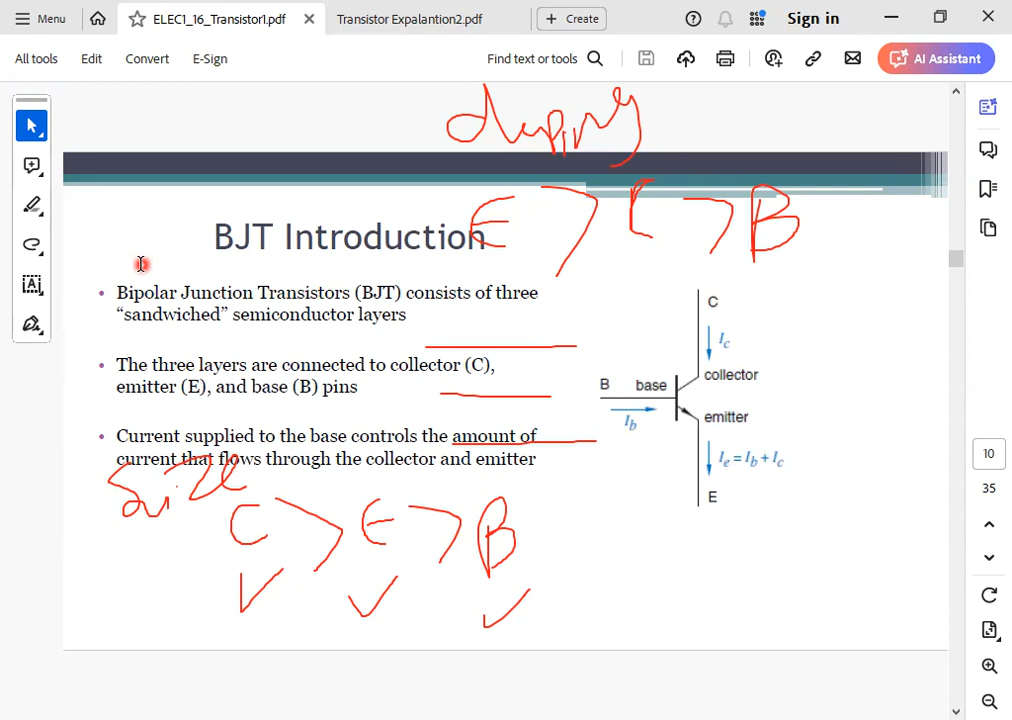 Menu
ELEC1_16_Transistor1.pdf
Transistor Expalantion2.pdf
Create
Sign in
All tools
Edit
Convert
E-Sign
Find text or tools
AI Assistant
doping
E > C > B
BJT Introduction
• Bipolar Junction Transistors (BJT) consists of three
“sandwiched” semiconductor layers
• The three layers are connected to collector (C),
emitter (E), and base (B) pins
• Current supplied to the base controls the amount of
current that flows through the collector and emitter
C
Ic
collector
B base
Ib
emitter
Ie = Ib + Ic
E
Size
C > E > B
10
35